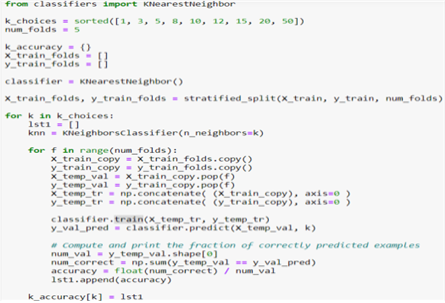 from classifiers import KNearestNeighbor
k_choices = sorted([1, 3, 5, 8, 10, 12, 15, 20, 50])
num_folds = 5
k_accuracy = {}
X_train_folds = []
y_train_folds = []
classifier = KNearestNeighbor()
X_train_folds, y_train_folds = stratified_split(X_train, y_train, num_folds)
for k in k_choices:
    lst1 = []
    knn = KNeighborsClassifier(n_neighbors=k)
    for f in range(num_folds):
        X_train_copy = X_train_folds.copy()
        y_train_copy = y_train_folds.copy()
        X_temp_val = X_train_copy.pop(f)
        y_temp_val = y_train_copy.pop(f)
        X_temp_tr = np.concatenate( (X_train_copy), axis=0 )
        y_temp_tr = np.concatenate( (y_train_copy), axis=0 )
        classifier.train(X_temp_tr, y_temp_tr)
        y_val_pred = classifier.predict(X_temp_val, k)
        # Compute and print the fraction of correctly predicted examples
        num_val = y_temp_val.shape[0]
        num_correct = np.sum(y_temp_val == y_val_pred)
        accuracy = float(num_correct) / num_val
        lst1.append(accuracy)
    k_accuracy[k] = lst1